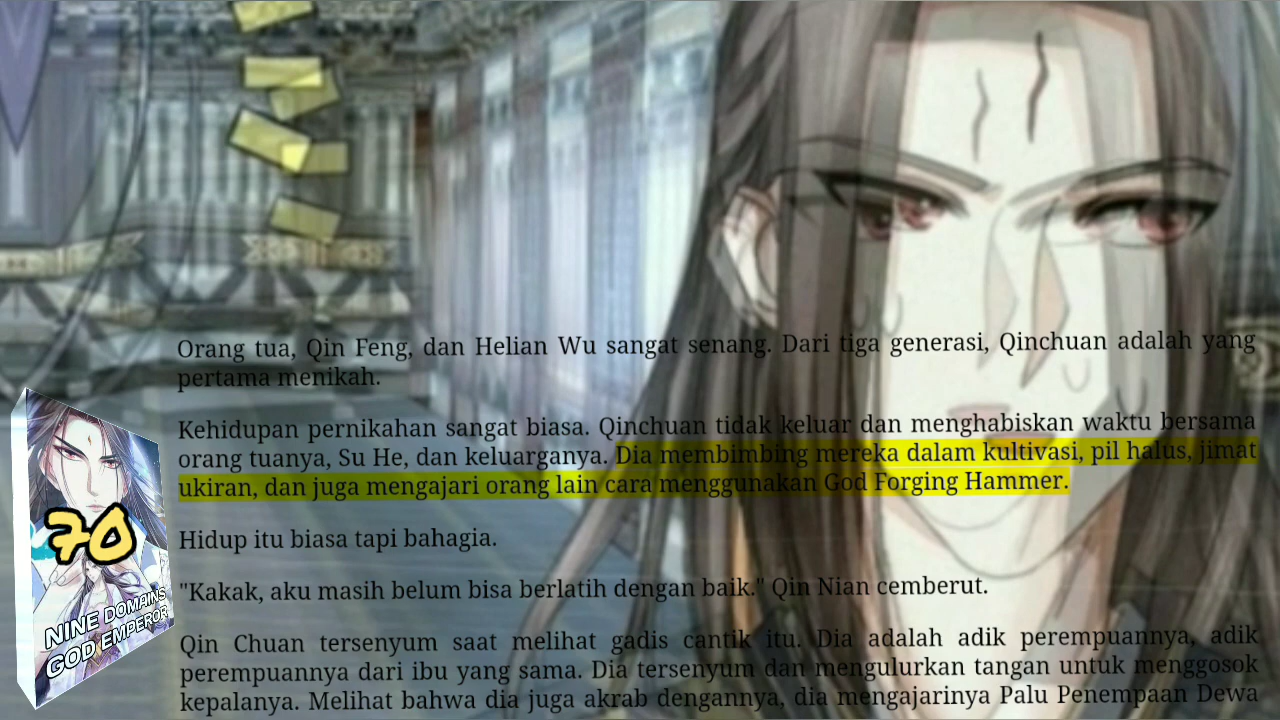 Orang tua, Qin Feng, dan Helian Wu sangat senang. Dari tiga generasi, Qinchuan adalah yang
pertama menikah.
Kehidupan pernikahan sangat biasa. Qinchuan tidak keluar dan menghabiskan waktu bersama
orang tuanya, Su He, dan keluarganya. Dia membimbing mereka dalam kultivasi, pil halus, jimat
ukiran, dan juga mengajari orang lain cara menggunakan God Forging Hammer.
Hidup itu biasa tapi bahagia.
"Kakak, aku masih belum bisa berlatih dengan baik." Qin Nian cemberut.
Qin Chuan tersenyum saat melihat gadis cantik itu. Dia adalah adik perempuannya, adik
perempuannya dari ibu yang sama. Dia tersenyum dan mengulurkan tangan untuk menggosok
kepalanya. Melihat bahwa dia juga akrab dengannya, dia mengajarinya Palu Penempaan Dewa
70
NINE DOMAINS
GOD EMPEROR